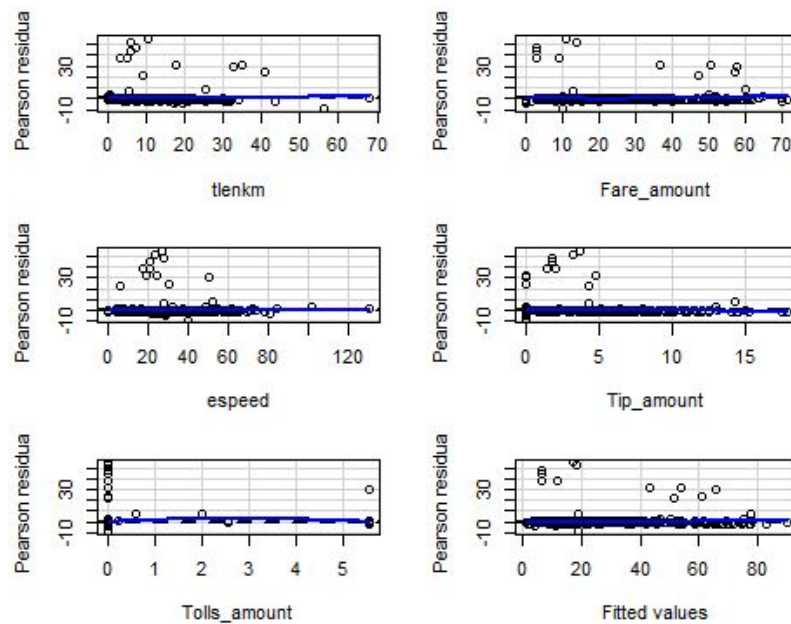 Pearson residua
30
-10
0 10 20 30 40 50 60 70
tlenkm
Pearson residua
30
-10
0 10 20 30 40 50 60 70
Fare_amount
Pearson residua
30
-10
0 20 40 60 80 120
espeed
Pearson residua
30
-10
0 5 10 15
Tip_amount
Pearson residua
30
-10
0 1 2 3 4 5
Tolls_amount
Pearson residua
30
-10
0 20 40 60 80
Fitted values